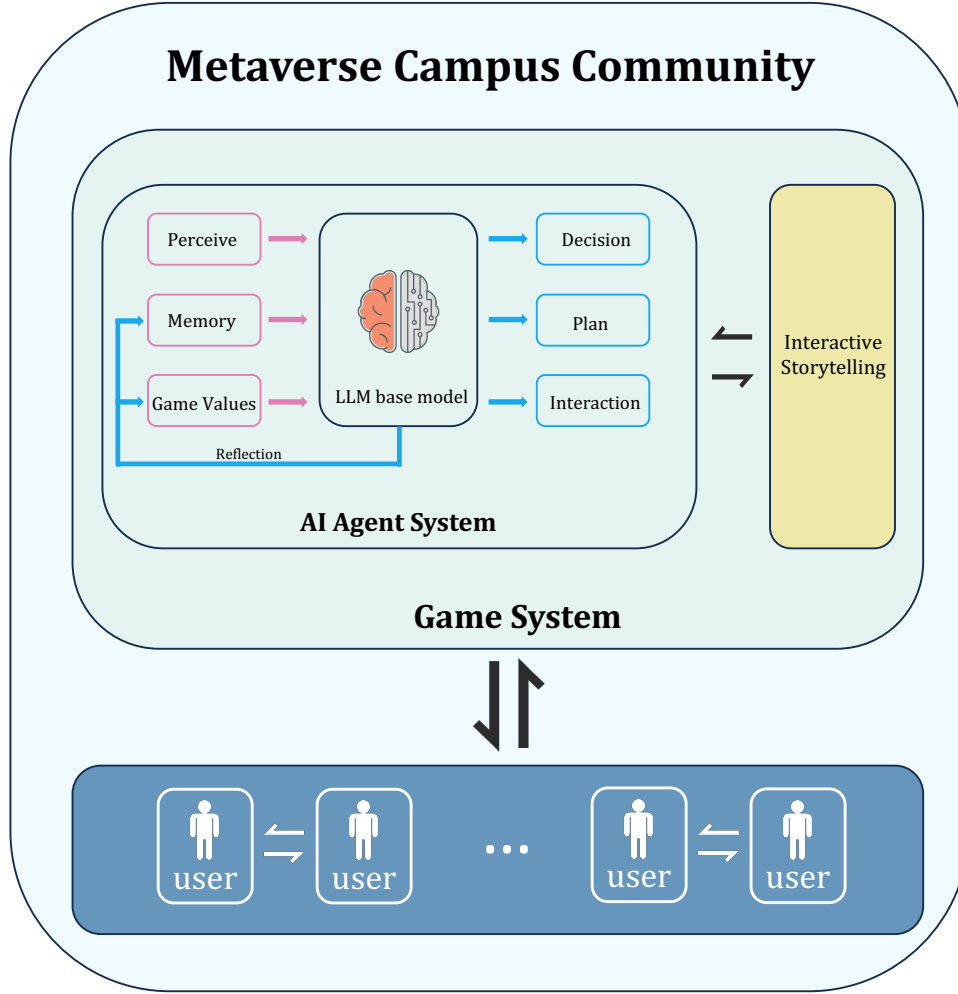 Metaverse Campus Community
Perceive
Decision
Memory
Plan
Interactive
Storytelling
Game Values
LLM base model
Interaction
Reflection
AI Agent System
Game System
user
user
...
user
user